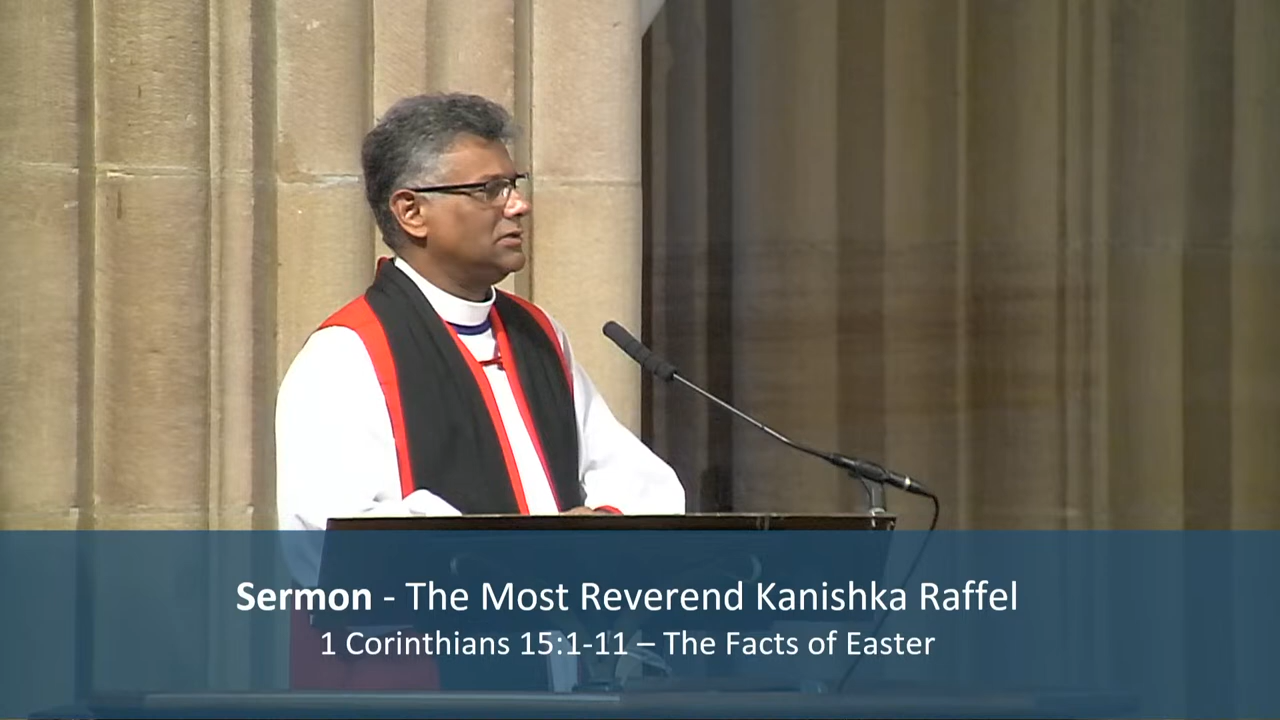 Sermon - The Most Reverend Kanishka Raffel
1 Corinthians 15:1-11 – The Facts of Easter